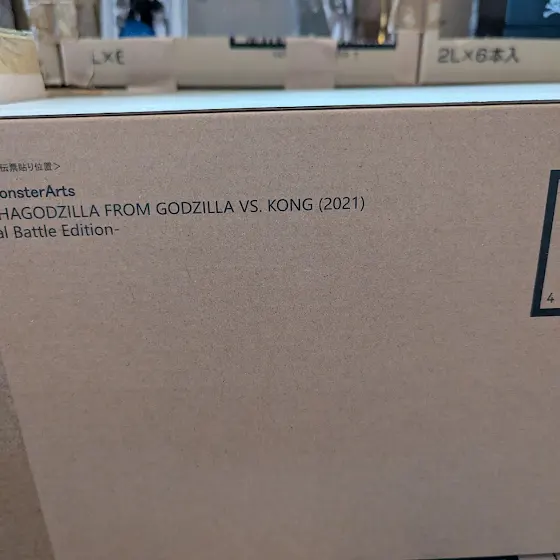 L×E
2L×6本入
伝票貼り位置＞
onsterArts
HAGODZILLA FROM GODZILLA VS. KONG (2021)
al Battle Edition-
4